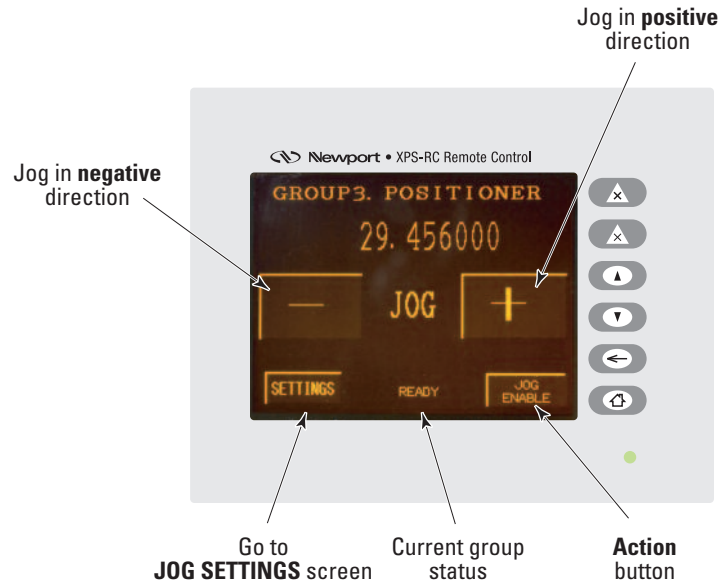 Jog in positive
direction
Newport • XPS-RC Remote Control
Jog in negative
direction
GROUP3. POSITIONER
29.456000
— JOG +
SETTINGS READY JOG
ENABLE
Go to
JOG SETTINGS screen
Current group
status
Action
button